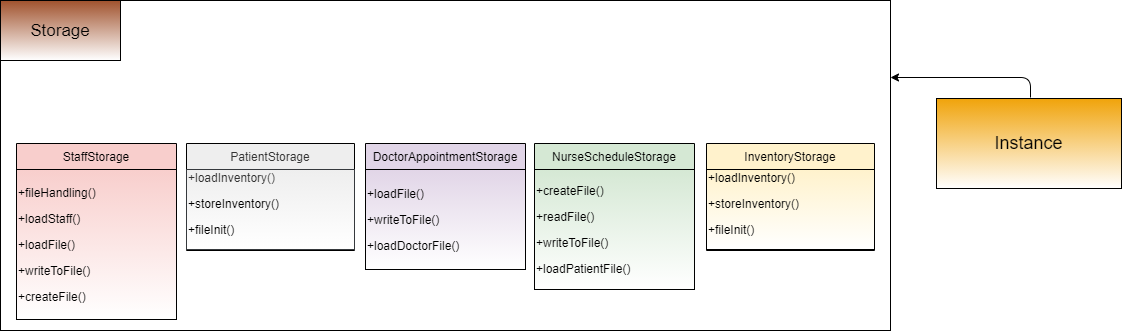 Storage
Instance
StaffStorage
+fileHandling()
+loadStaff()
+loadFile()
+writeToFile()
+createFile()
PatientStorage
+loadInventory()
+storeInventory()
+fileInit()
DoctorAppointmentStorage
+loadFile()
+writeToFile()
+loadDoctorFile()
NurseScheduleStorage
+createFile()
+readFile()
+writeToFile()
+loadPatientFile()
InventoryStorage
+loadInventory()
+storeInventory()
+fileInit()